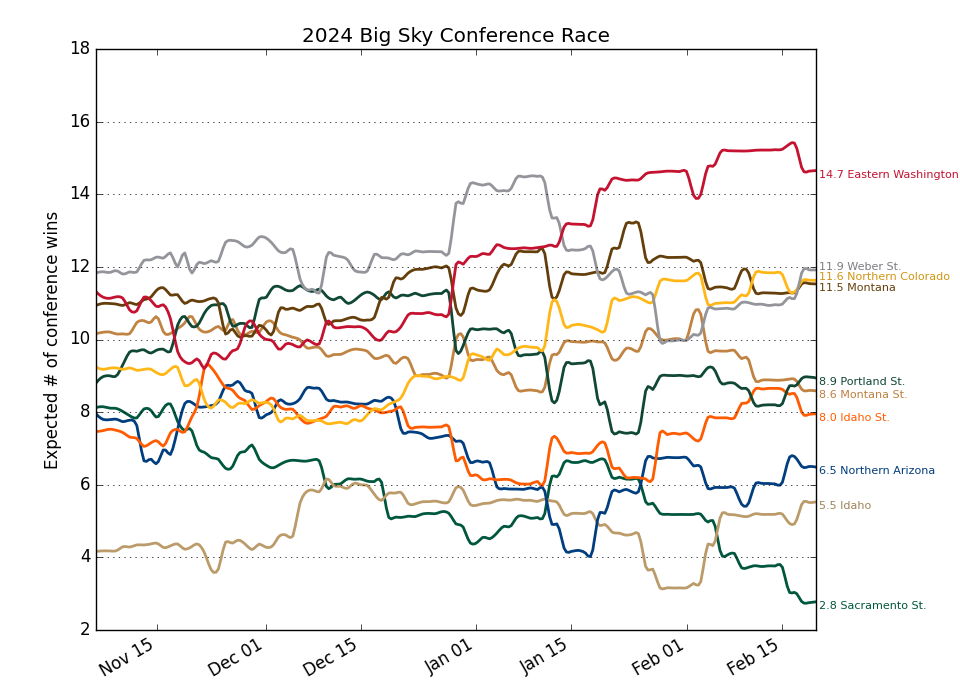 2024 Big Sky Conference Race
Expected # of conference wins
18
16
14
12
10
8
6
4
2
14.7 Eastern Washington
11.9 Weber St.
11.6 Northern Colorado
11.5 Montana
8.9 Portland St.
8.6 Montana St.
8.0 Idaho St.
6.5 Northern Arizona
5.5 Idaho
2.8 Sacramento St.
Nov 15
Dec 01
Dec 15
Jan 01
Jan 15
Feb 01
Feb 15